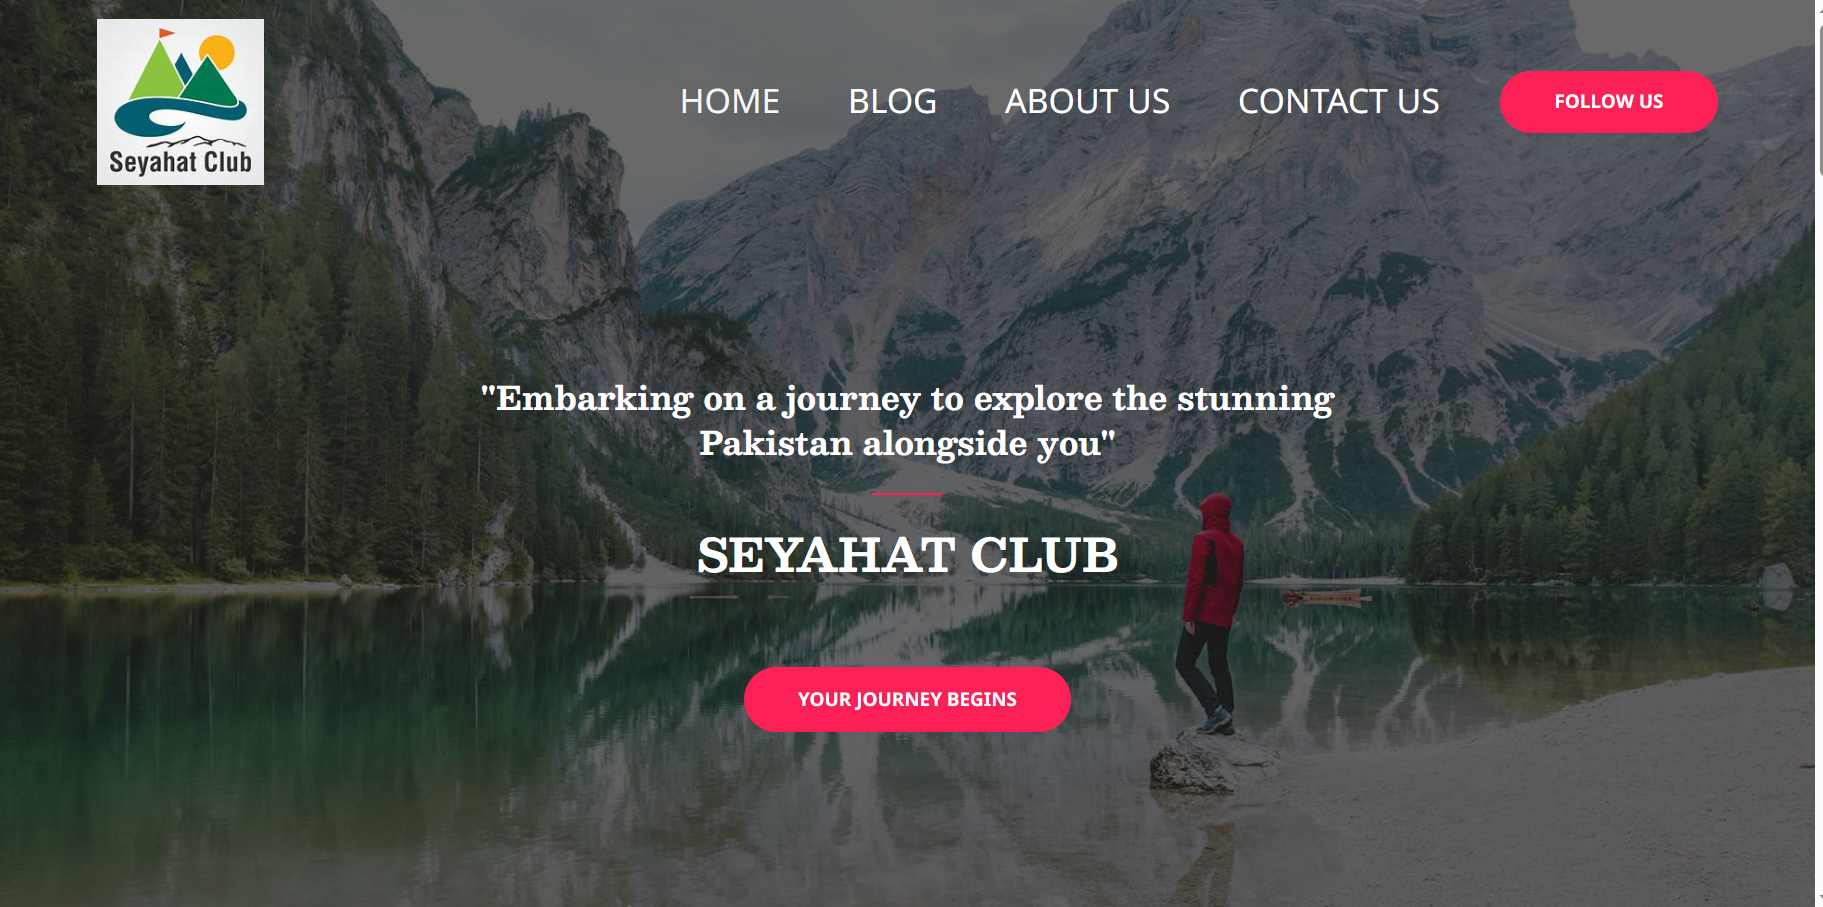 Seyahat Club
HOME
BLOG
ABOUT US
CONTACT US
FOLLOW US
"Embarking on a journey to explore the stunning
Pakistan alongside you"
SEYAHAT CLUB
YOUR JOURNEY BEGINS